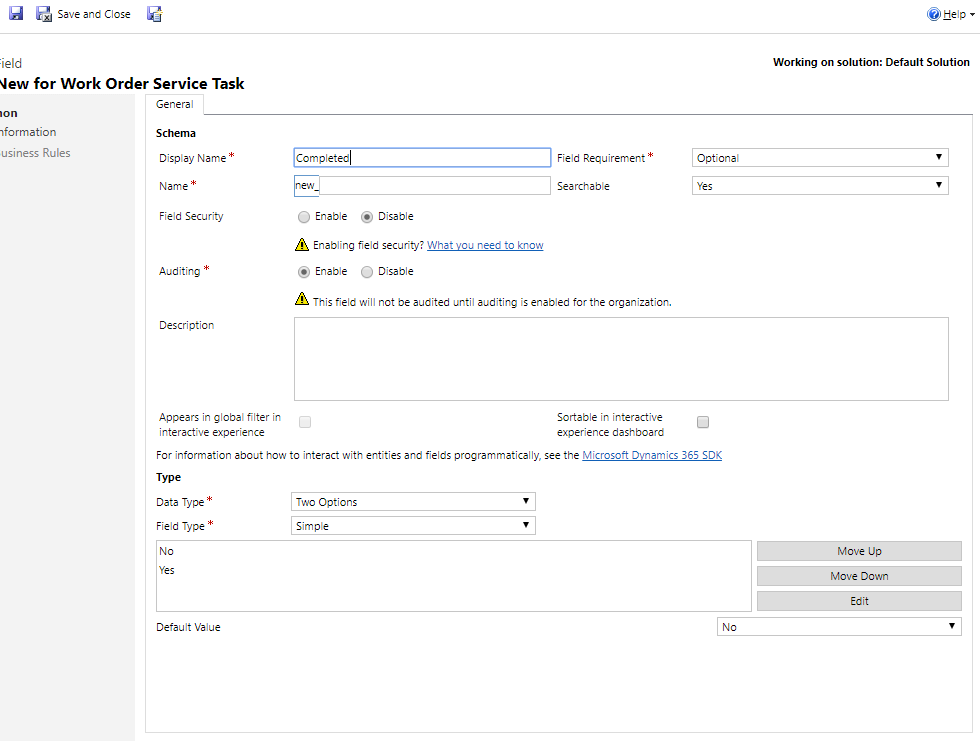 Save and Close
Help
ield
New for Work Order Service Task
Working on solution: Default Solution
non
nformation
usiness Rules
General
Schema
Display Name *
Completed
Field Requirement *
Optional
Name *
new_
Searchable
Yes
Field Security
Enable
Disable
Enabling field security? What you need to know
Auditing *
Enable
Disable
This field will not be audited until auditing is enabled for the organization.
Description
Appears in global filter in
interactive experience
Sortable in interactive
experience dashboard
For information about how to interact with entities and fields programmatically, see the Microsoft Dynamics 365 SDK
Type
Data Type *
Two Options
Field Type *
Simple
No
Yes
Move Up
Move Down
Edit
Default Value
No